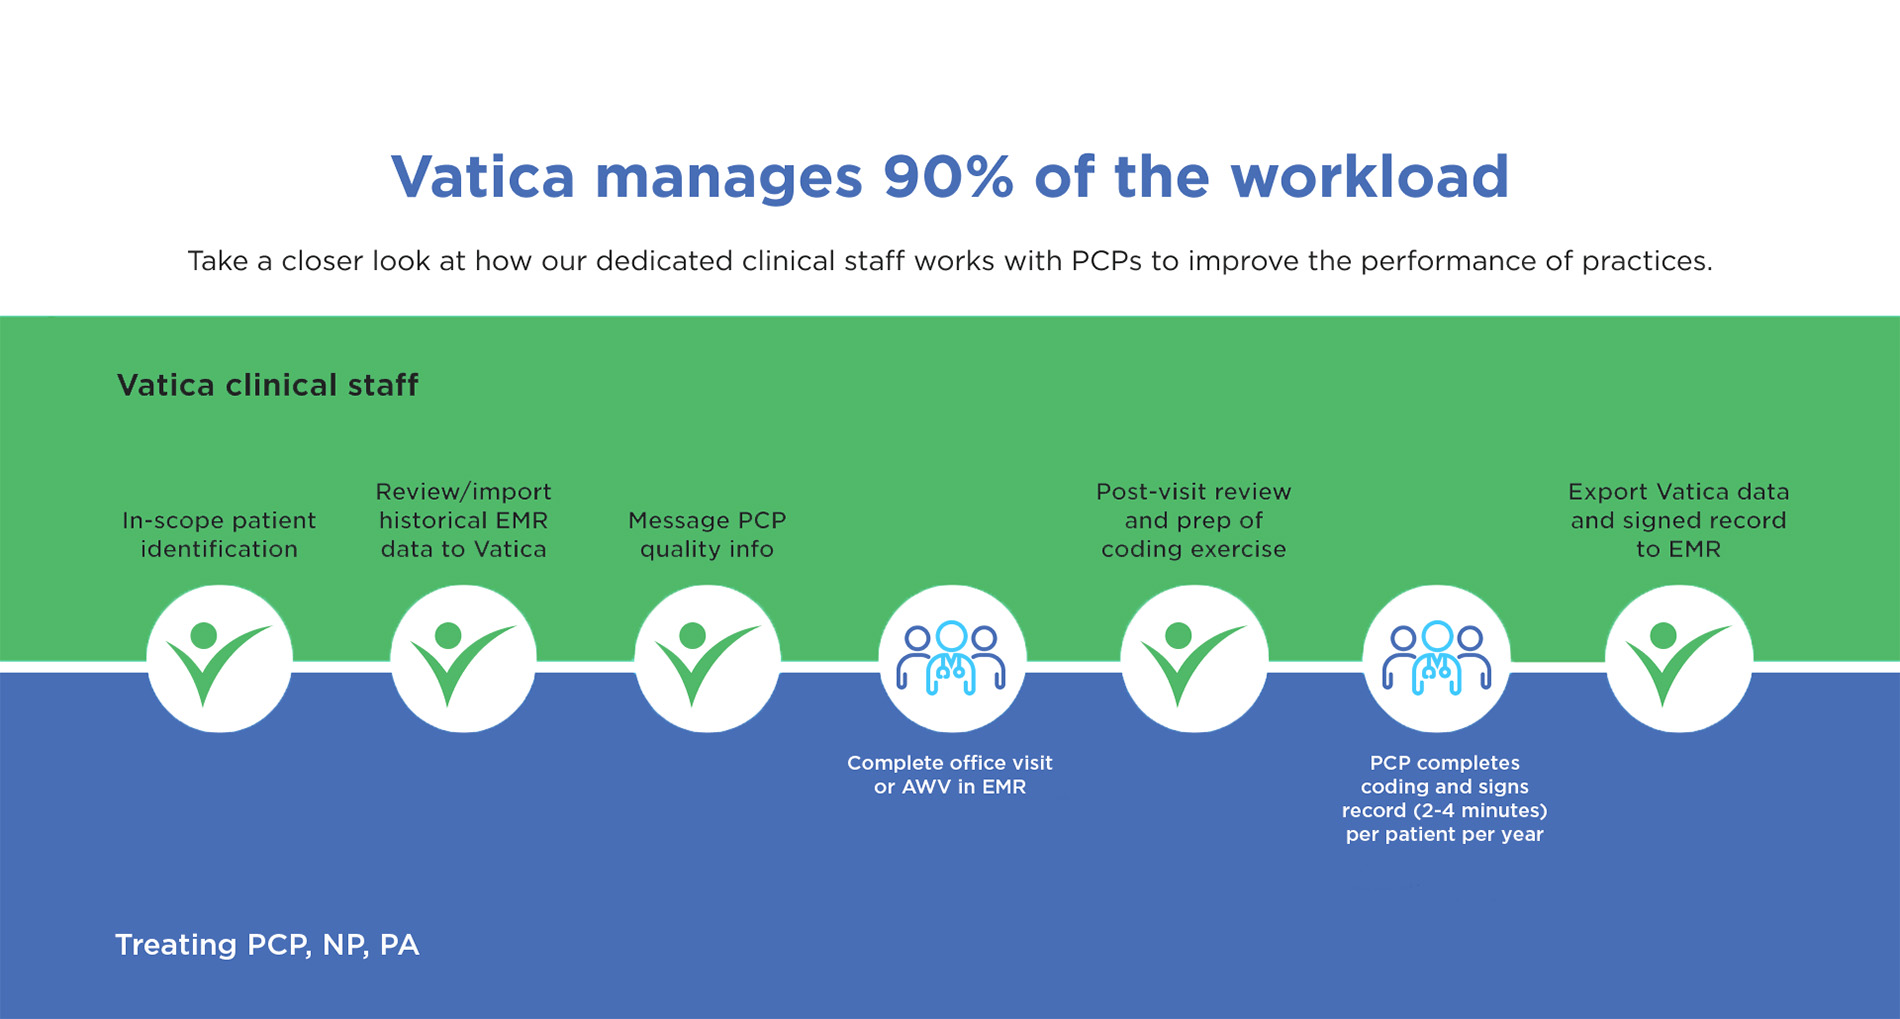 Vatica manages 90% of the workload
Take a closer look at how our dedicated clinical staff works with PCPs to improve the performance of practices.
Vatica clinical staff
In-scope patient
identification
Review/import
historical EMR
data to Vatica
Message PCP
quality info
Post-visit review
and prep of
coding exercise
Export Vatica data
and signed record
to EMR
Complete office visit
or AWV in EMR
PCP completes
coding and signs
record (2-4 minutes)
per patient per year
Treating PCP, NP, PA